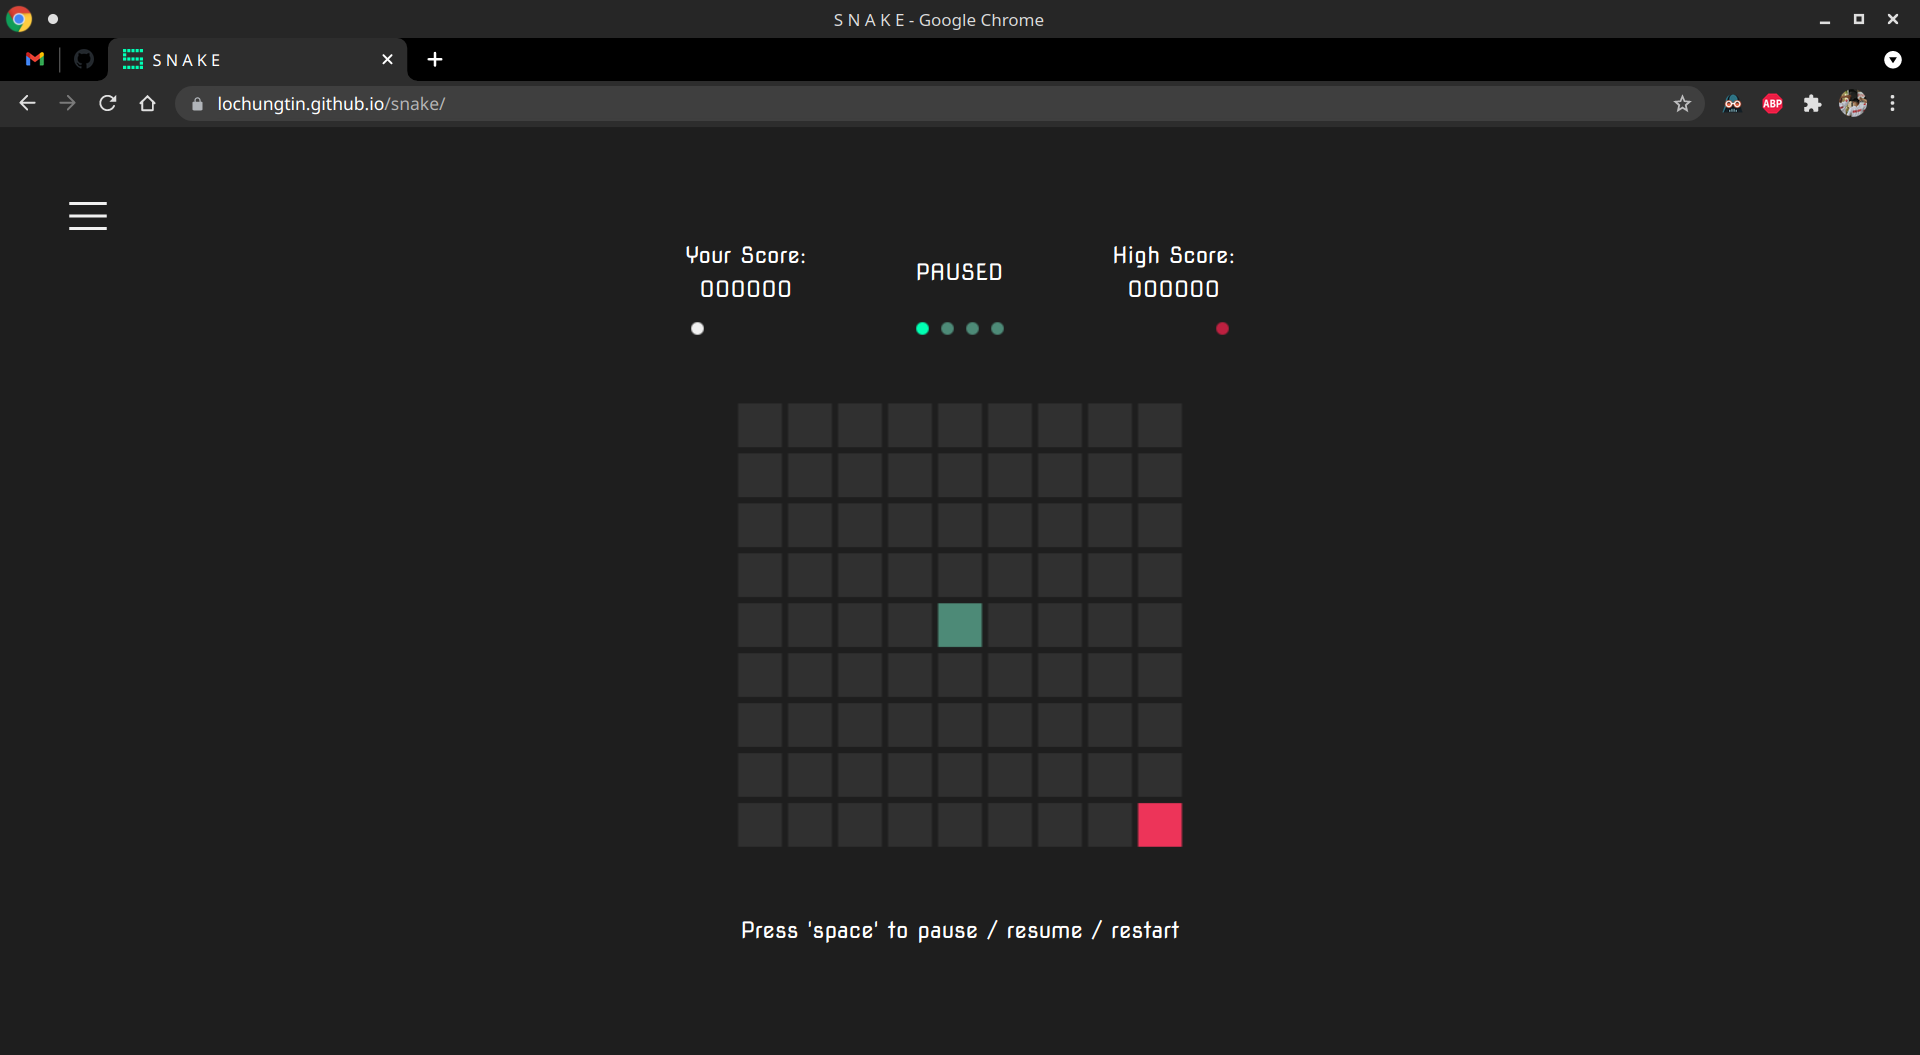 S N A K E - Google Chrome
S N A K E
lochungtin.github.io/snake/
ABP
Your Score:
000000
PAUSED
High Score:
000000
Press 'space' to pause / resume / restart